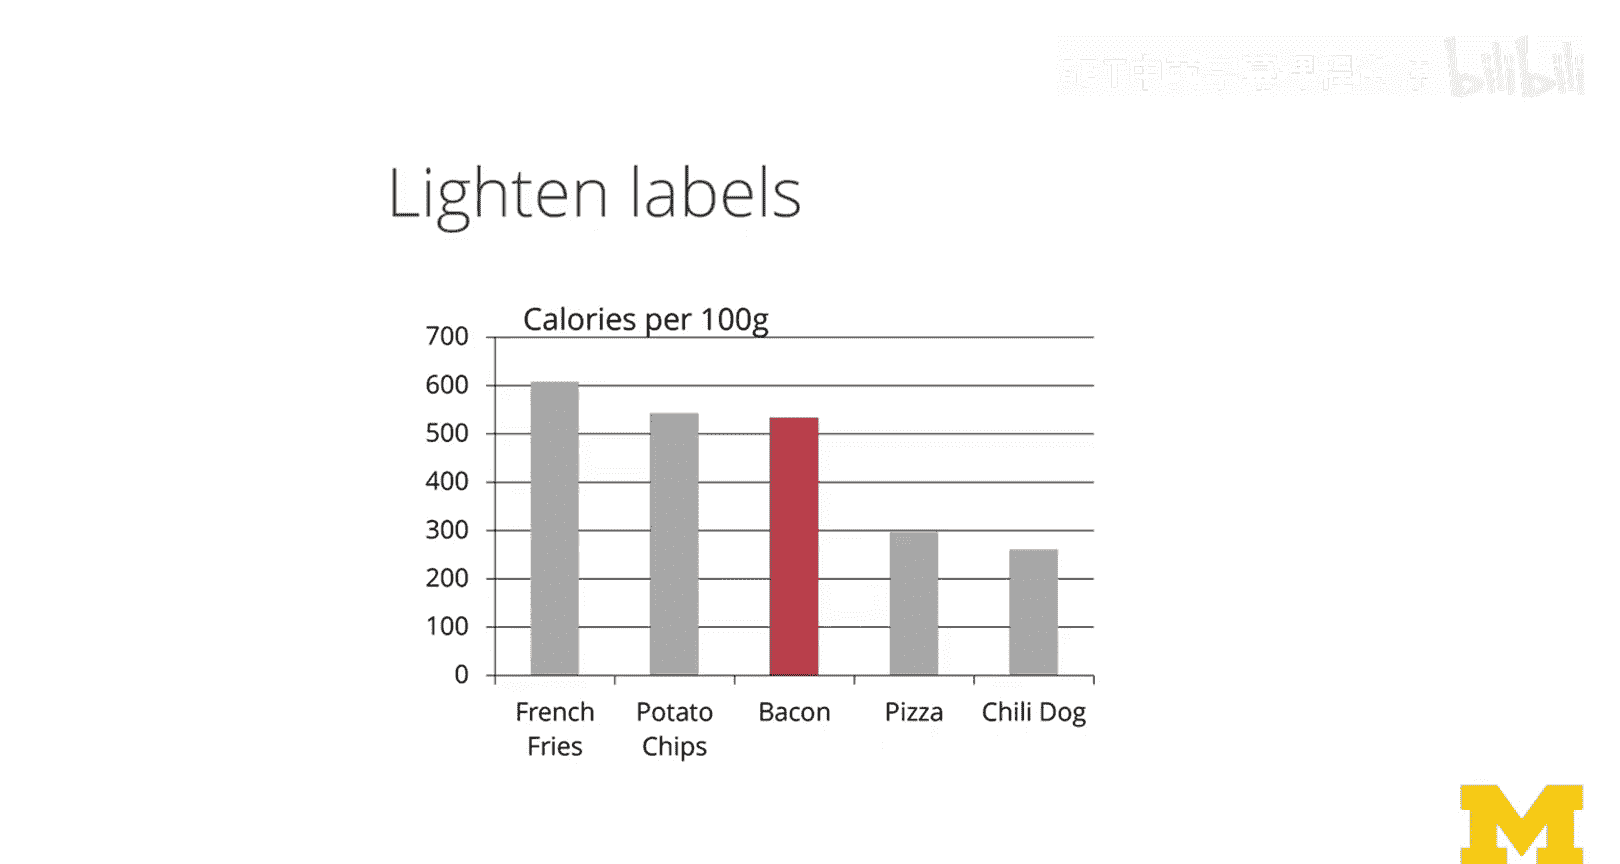 bilibili
Lighten labels
Calories per 100g
700
600
500
400
300
200
100
0
French
Fries
Potato
Chips
Bacon
Pizza
Chili Dog
M